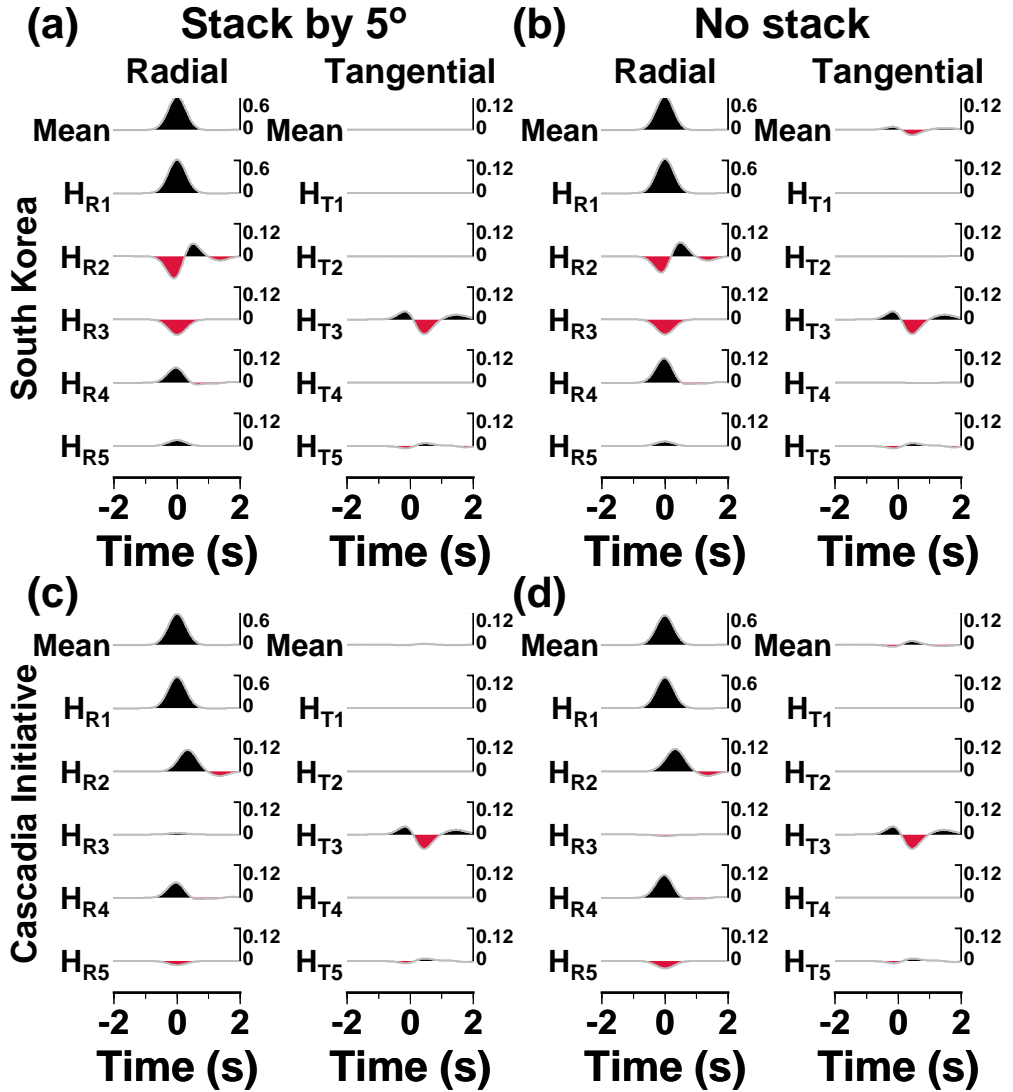 (a) Stack by 5º (b) No stack
Radial Tangential Radial Tangential
South Korea
Mean 0.6 0 Mean 0.12 0 Mean 0.6 0 Mean 0.12 0
HR1 0.6 0 HT1 0.12 0 HR1 0.6 0 HT1 0.12 0
HR2 0.12 0 HT2 0.12 0 HR2 0.12 0 HT2 0.12 0
HR3 0.12 0 HT3 0.12 0 HR3 0.12 0 HT3 0.12 0
HR4 0.12 0 HT4 0.12 0 HR4 0.12 0 HT4 0.12 0
HR5 0.12 0 HT5 0.12 0 HR5 0.12 0 HT5 0.12 0
-2 0 2 -2 0 2 -2 0 2 -2 0 2
Time (s) Time (s) Time (s) Time (s)
(c) (d)
Cascadia Initiative
Mean 0.6 0 Mean 0.12 0 Mean 0.6 0 Mean 0.12 0
HR1 0.6 0 HT1 0.12 0 HR1 0.6 0 HT1 0.12 0
HR2 0.12 0 HT2 0.12 0 HR2 0.12 0 HT2 0.12 0
HR3 0.12 0 HT3 0.12 0 HR3 0.12 0 HT3 0.12 0
HR4 0.12 0 HT4 0.12 0 HR4 0.12 0 HT4 0.12 0
HR5 0.12 0 HT5 0.12 0 HR5 0.12 0 HT5 0.12 0
-2 0 2 -2 0 2 -2 0 2 -2 0 2
Time (s) Time (s) Time (s) Time (s)